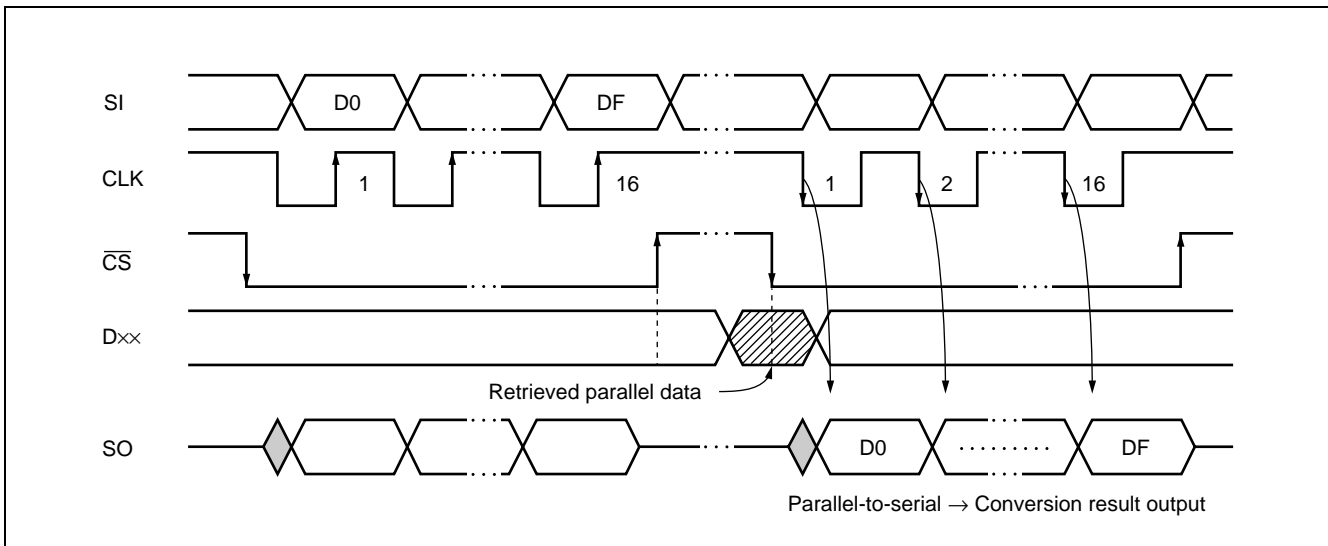 SI D0 · · · DF · · · · · ·
CLK 1 · · · 16 · · · 1 2 · · · 16
CS · · · · · · · · ·
D××
Retrieved parallel data
SO · · · · · · D0 · · · · · · · · · DF
Parallel-to-serial → Conversion result output